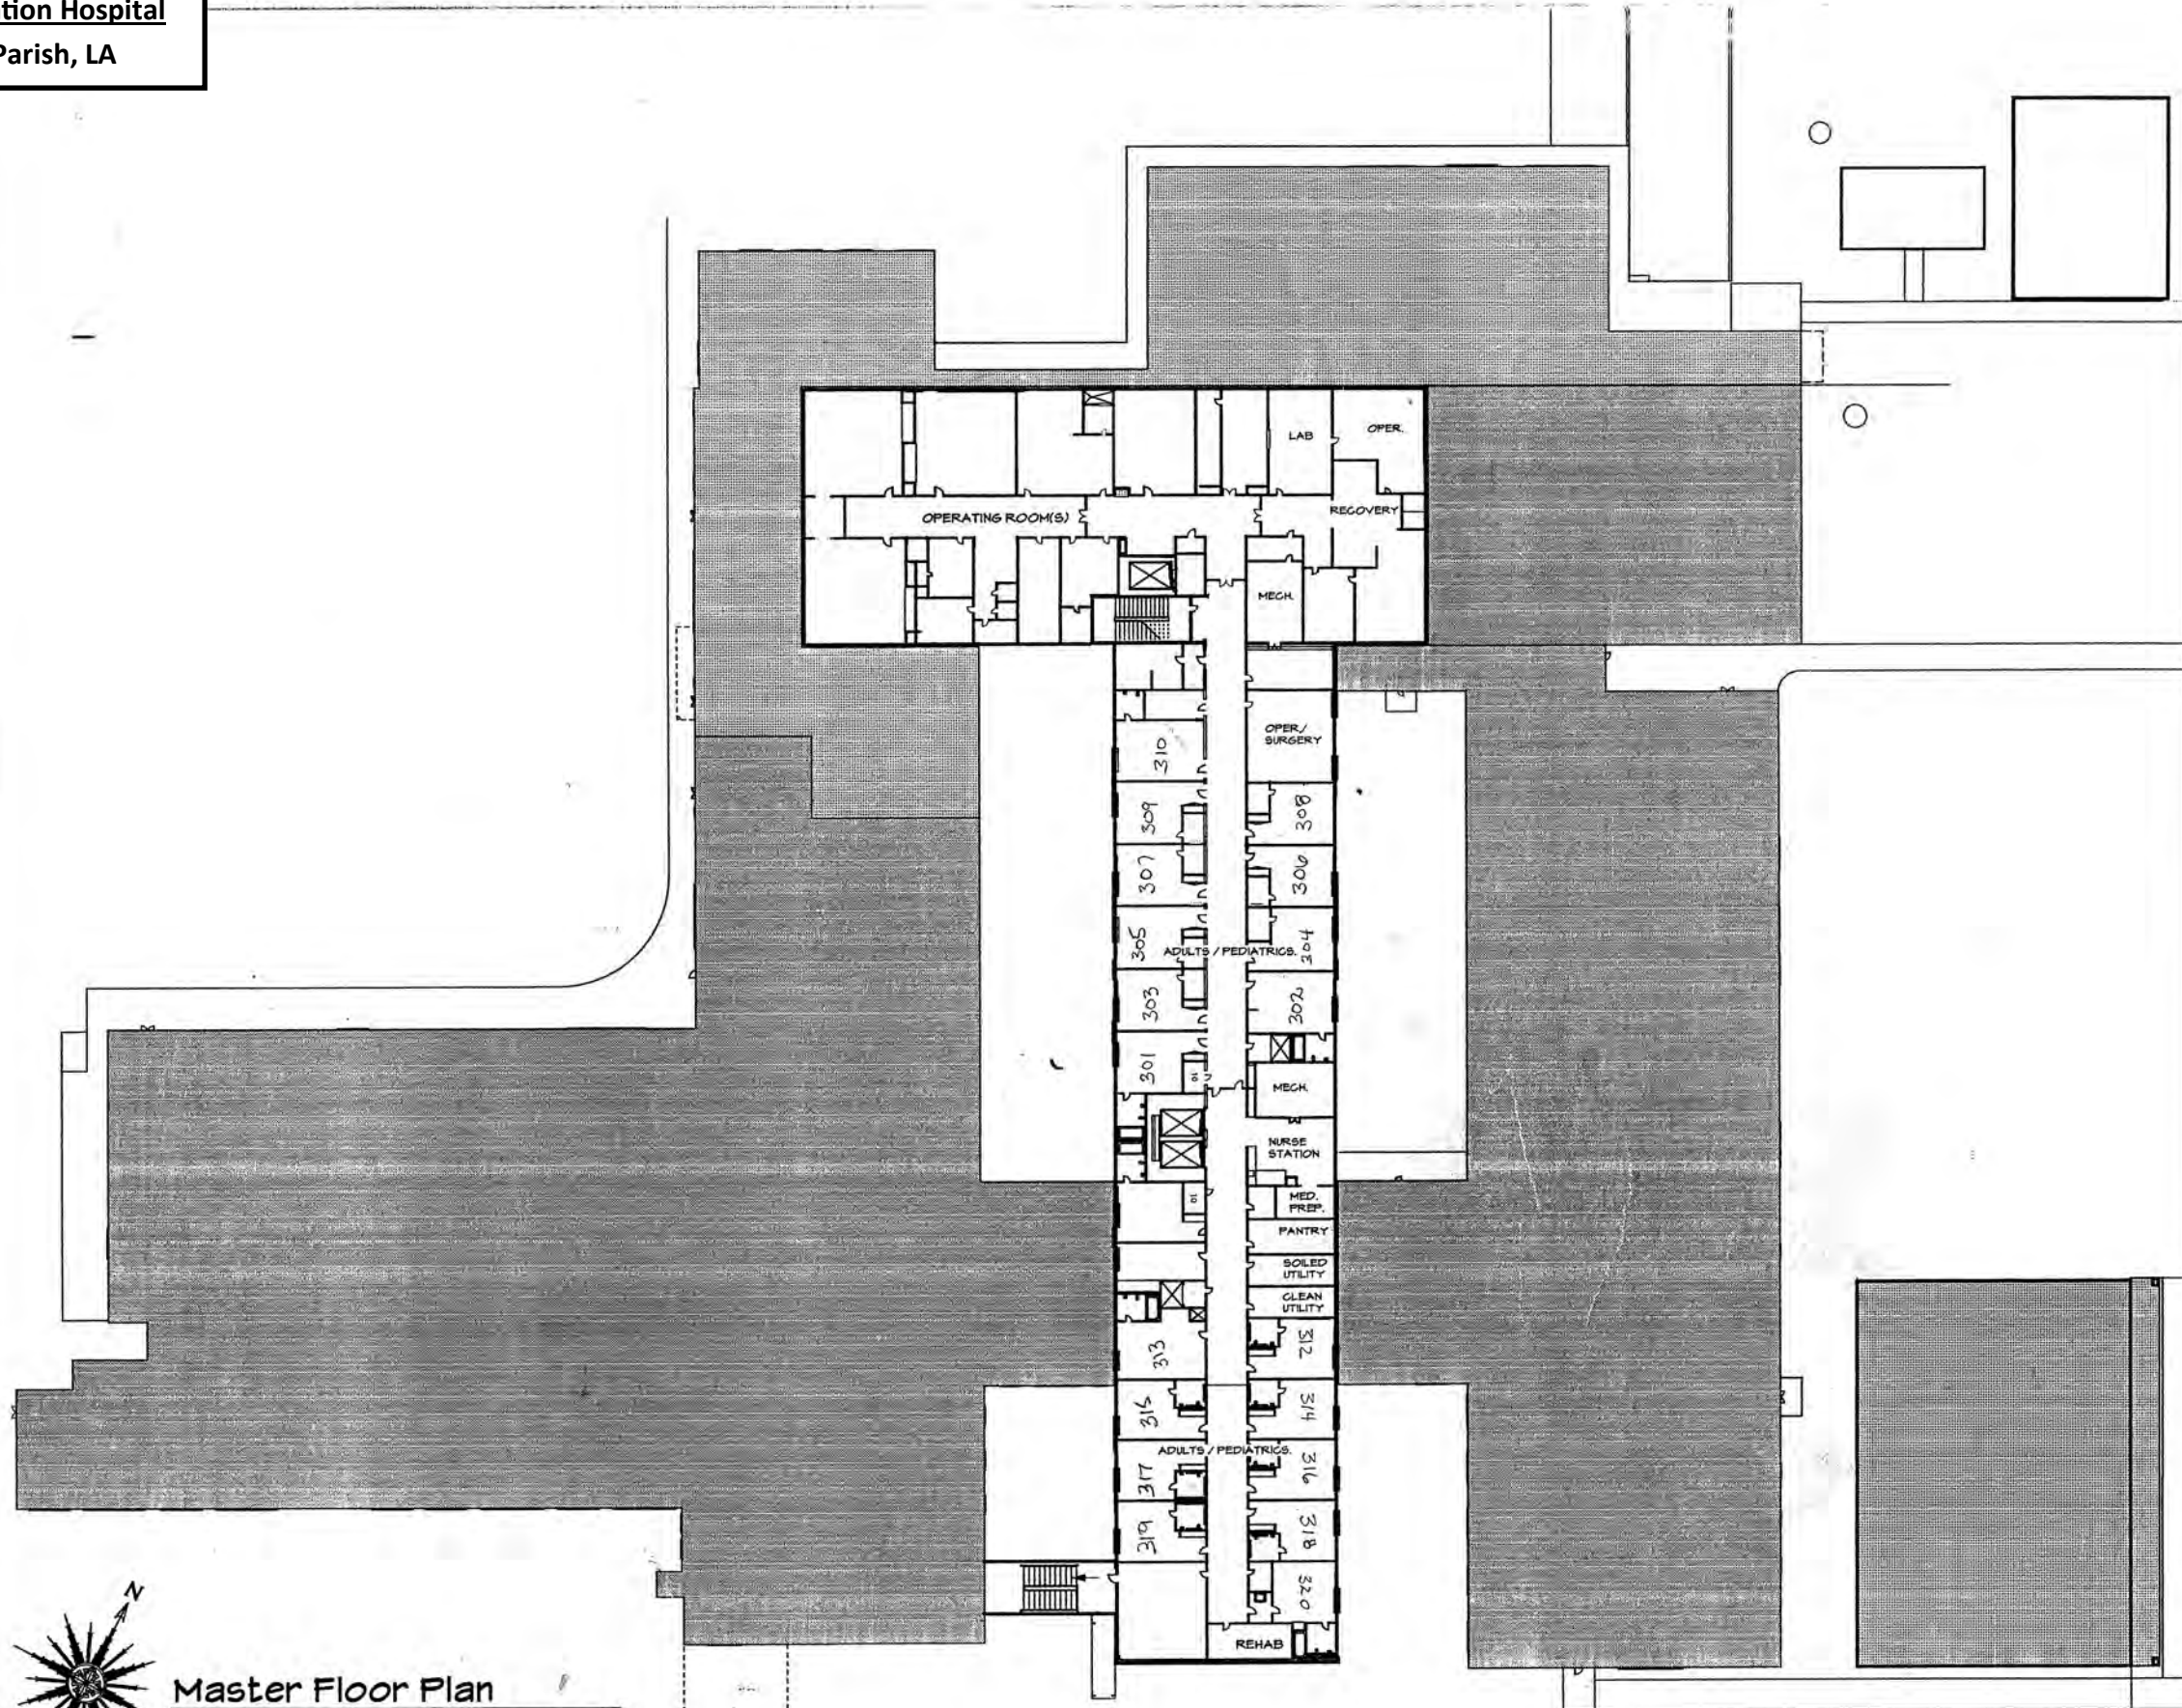 tion Hospital
Parish, LA
LAB
OPER.
OPERATING ROOM(S)
RECOVERY
MECH.
OPER./
SURGERY
310
309
308
307
306
305
304
ADULTS / PEDIATRICS.
303
302
301
10
MECH.
NURSE
STATION
10
MED.
PREP.
PANTRY
SOILED
UTILITY
CLEAN
UTILITY
313
312
315
314
ADULTS / PEDIATRICS.
317
316
319
318
320
REHAB
N
Master Floor Plan